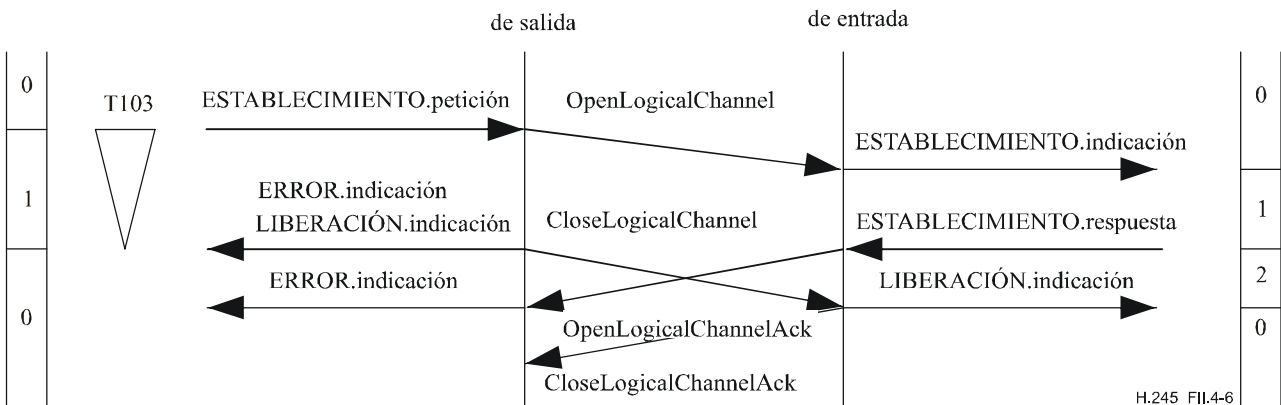 de salida
de entrada
0
T103
ESTABLECIMIENTO.petición
OpenLogicalChannel
0
ESTABLECIMIENTO.indicación
1
ERROR.indicación
LIBERACIÓN.indicación
CloseLogicalChannel
ESTABLECIMIENTO.respuesta
1
ERROR.indicación
LIBERACIÓN.indicación
2
0
OpenLogicalChannelAck
0
CloseLogicalChannelAck
H.245 FII.4-6